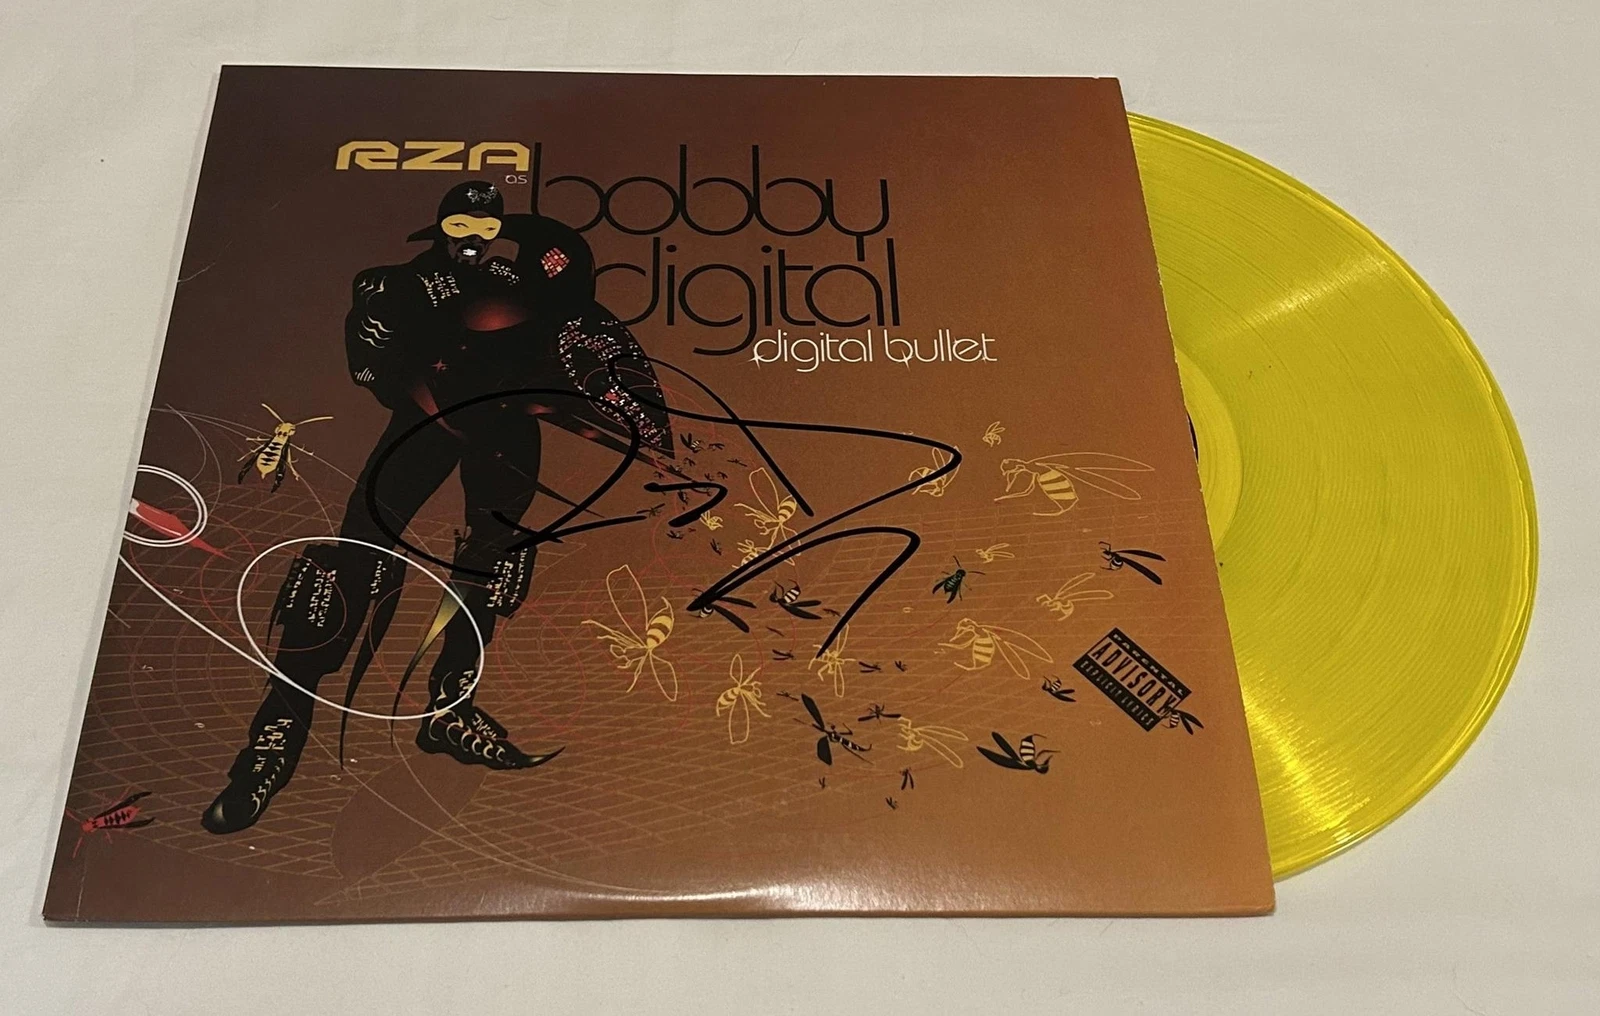 RZA
as
bobby
digital
digital bullet
PARENTAL
ADVISORY
EXPLICIT LYRICS